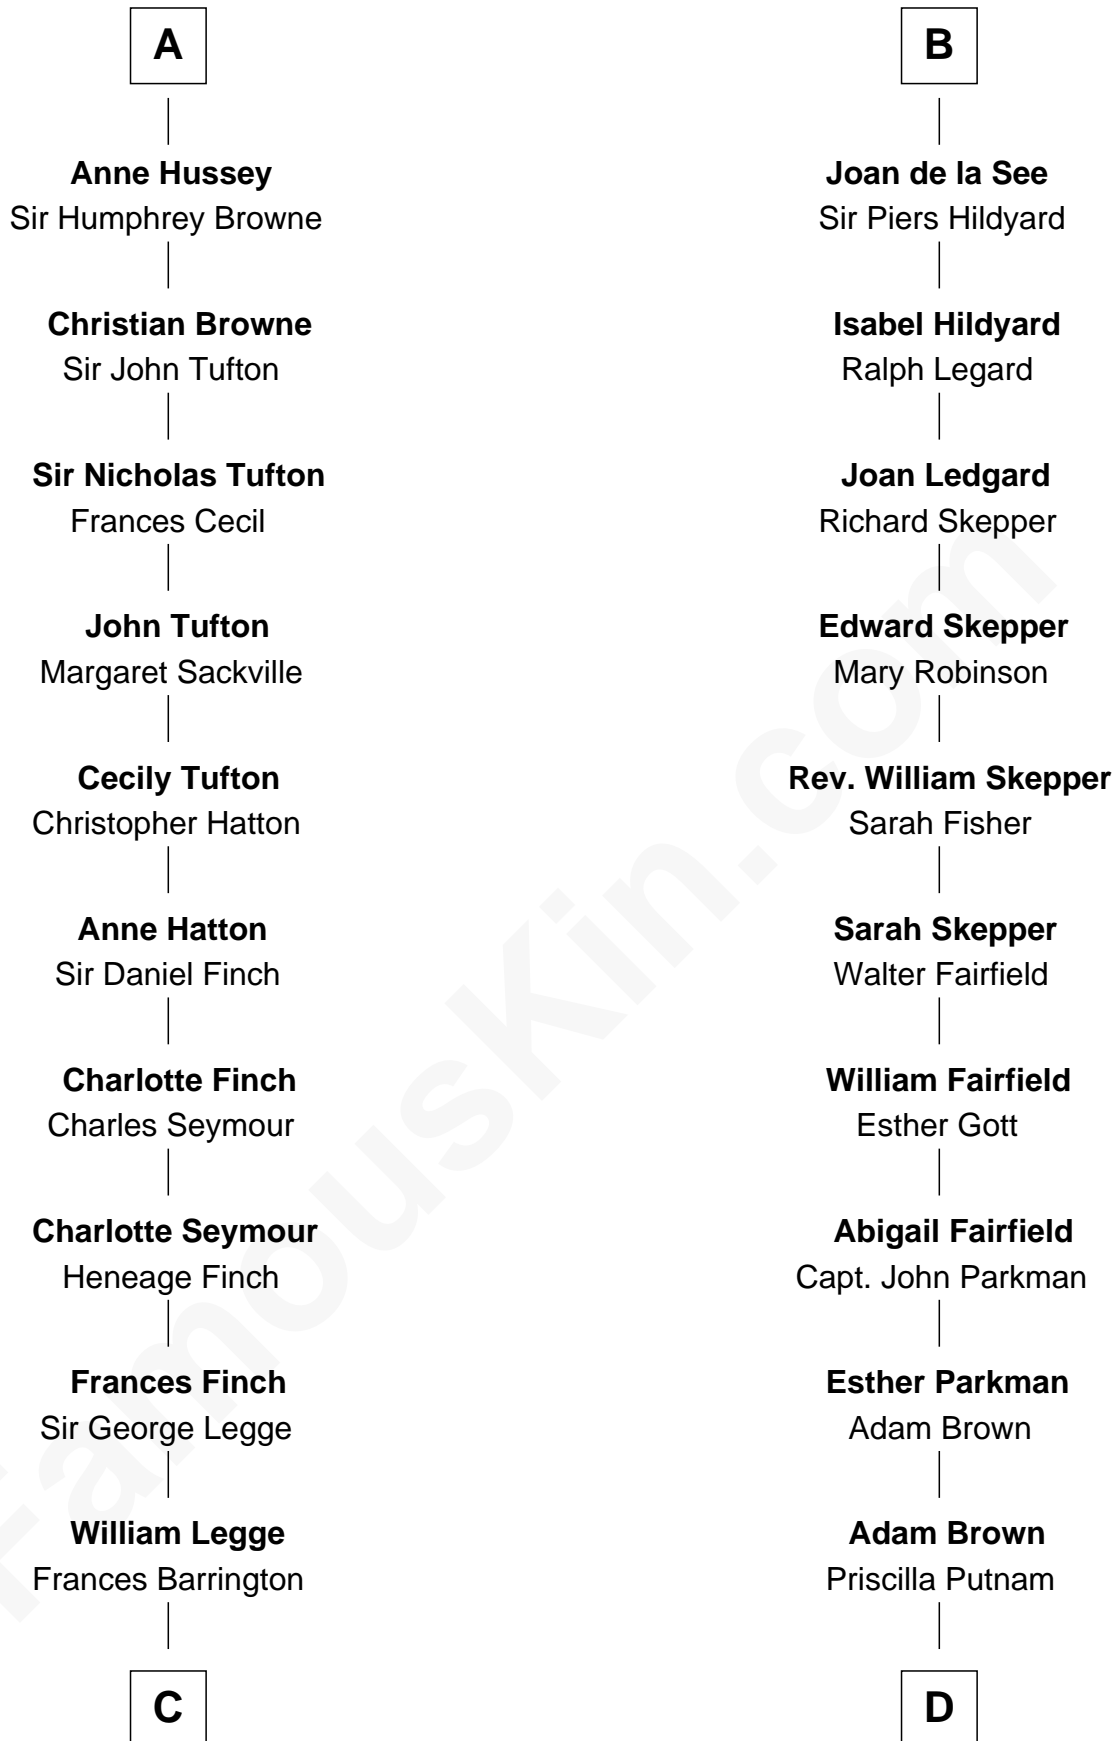 A
Anne Hussey
Sir Humphrey Browne
Christian Browne
Sir John Tufton
Sir Nicholas Tufton
Frances Cecil
John Tufton
Margaret Sackville
Cecily Tufton
Christopher Hatton
Anne Hatton
Sir Daniel Finch
Charlotte Finch
Charles Seymour
Charlotte Seymour
Heneage Finch
Frances Finch
Sir George Legge
William Legge
Frances Barrington
C
B
Joan de la See
Sir Piers Hildyard
Isabel Hildyard
Ralph Legard
Joan Ledgard
Richard Skepper
Edward Skepper
Mary Robinson
Rev. William Skepper
Sarah Fisher
Sarah Skepper
Walter Fairfield
William Fairfield
Esther Gott
Abigail Fairfield
Capt. John Parkman
Esther Parkman
Adam Brown
Adam Brown
Priscilla Putnam
D
FamousKin.com